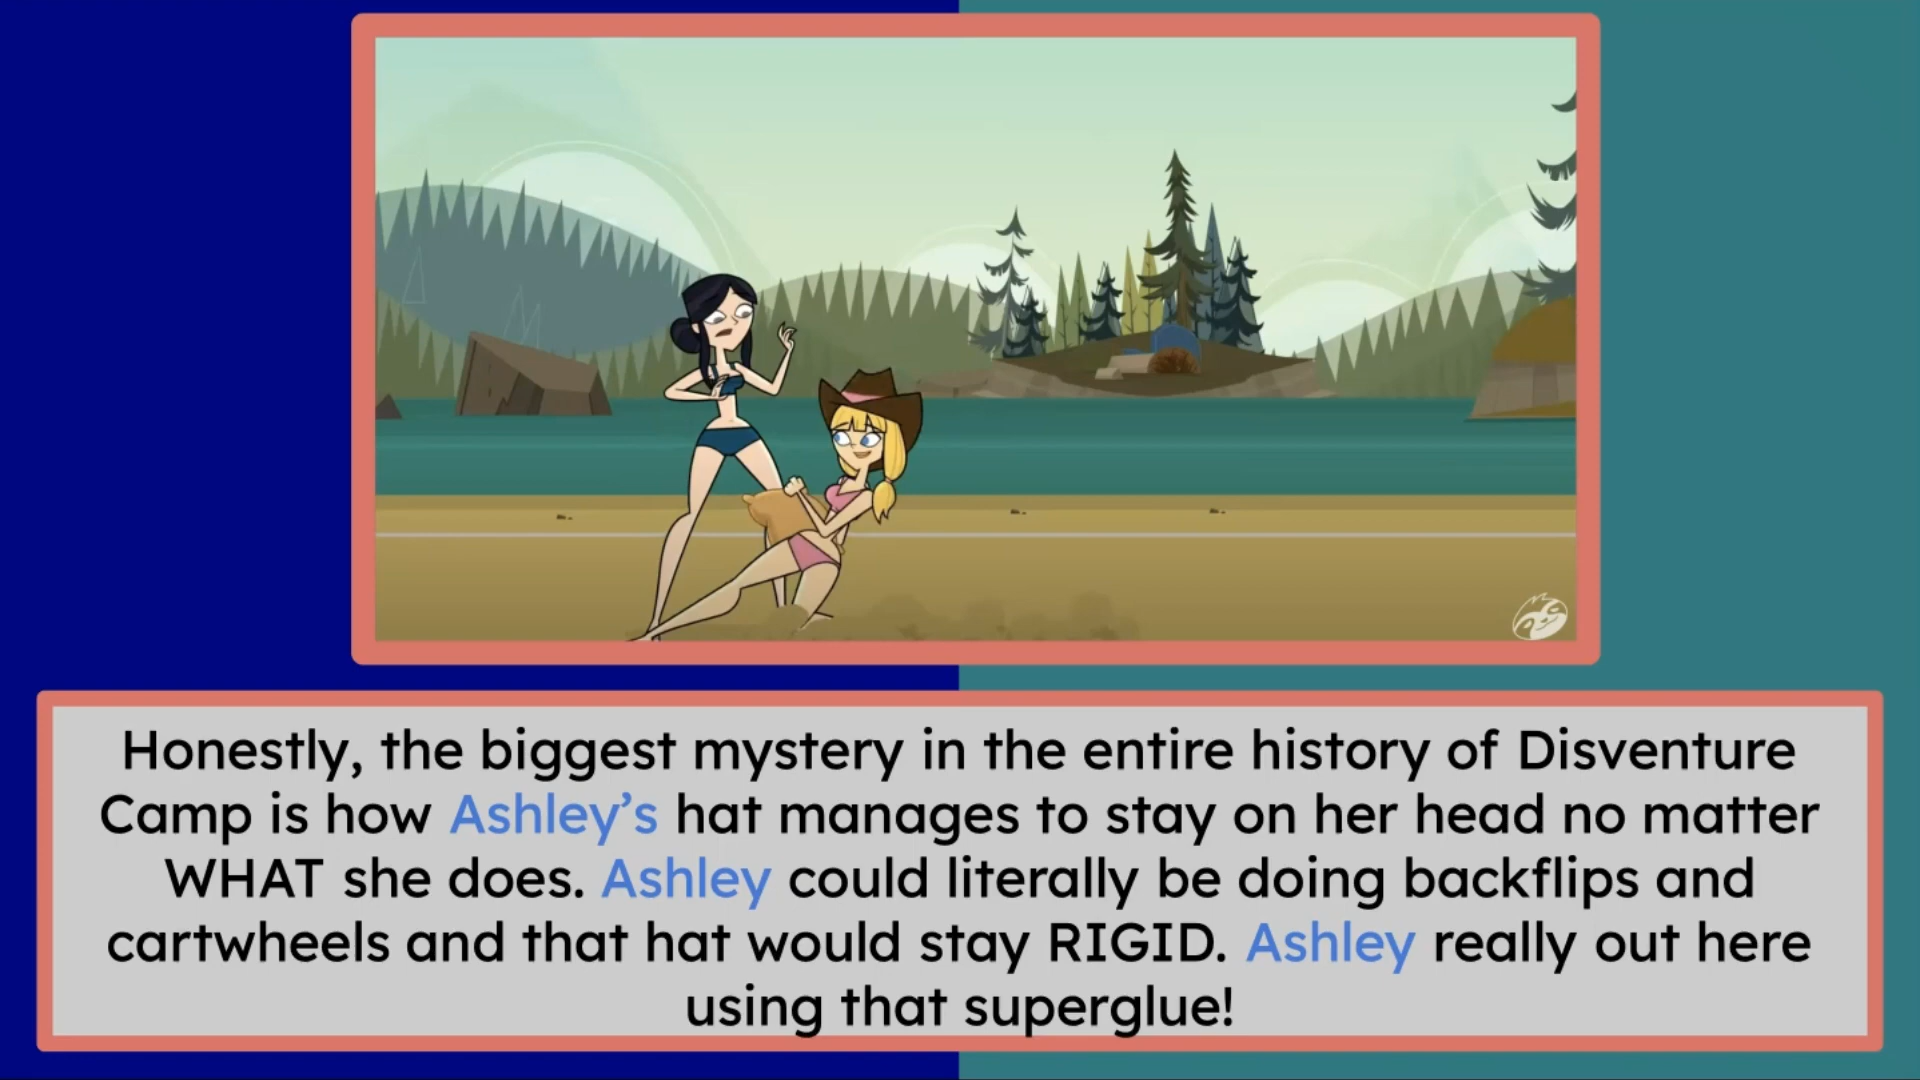 Honestly, the biggest mystery in the entire history of Disventure
Camp is how Ashley’s hat manages to stay on her head no matter
WHAT she does. Ashley could literally be doing backflips and
cartwheels and that hat would stay RIGID. Ashley really out here
using that superglue!